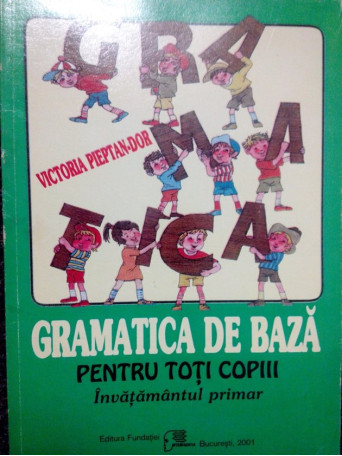 GRA
VICTORIA PIEPTAN-DOR
MA
TICA
GRAMATICA DE BAZĂ
PENTRU TOȚI COPIII
Învățământul primar
Editura Fundației București, 2001